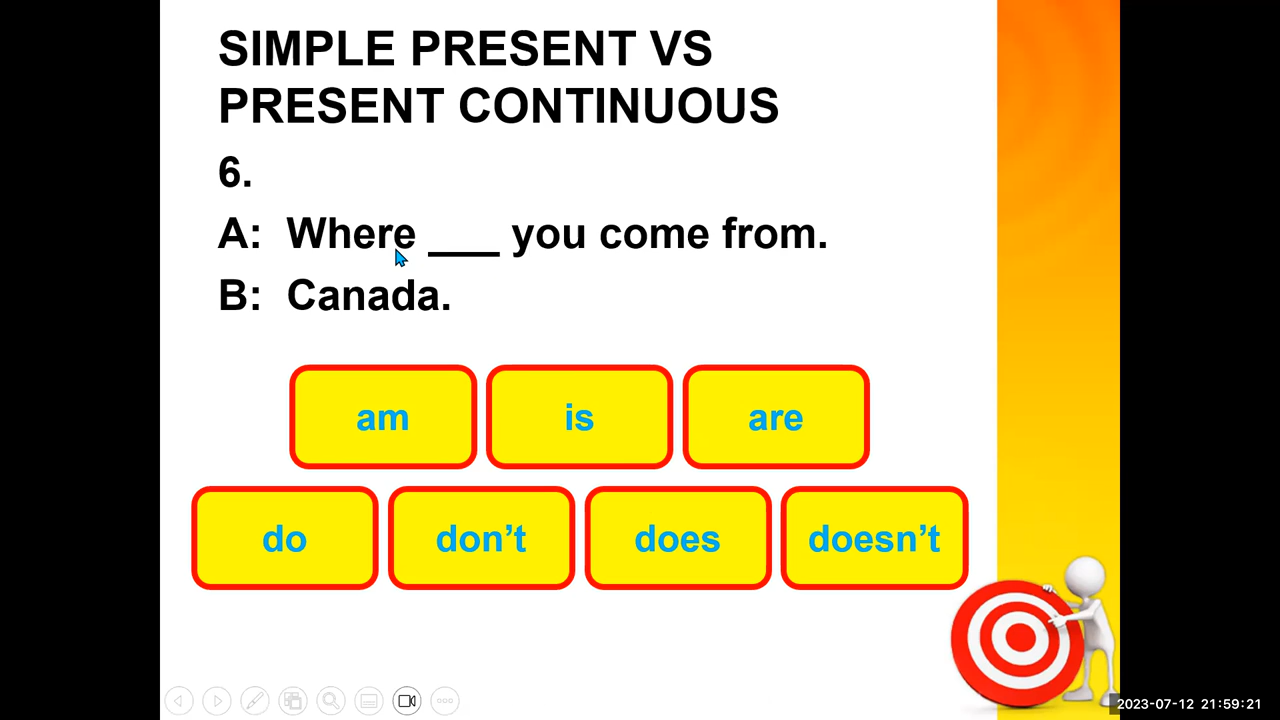 SIMPLE PRESENT VS
PRESENT CONTINUOUS
6.
A: Where ___ you come from.
B: Canada.
am
is
are
do
don’t
does
doesn’t
2023-07-12 21:59:21